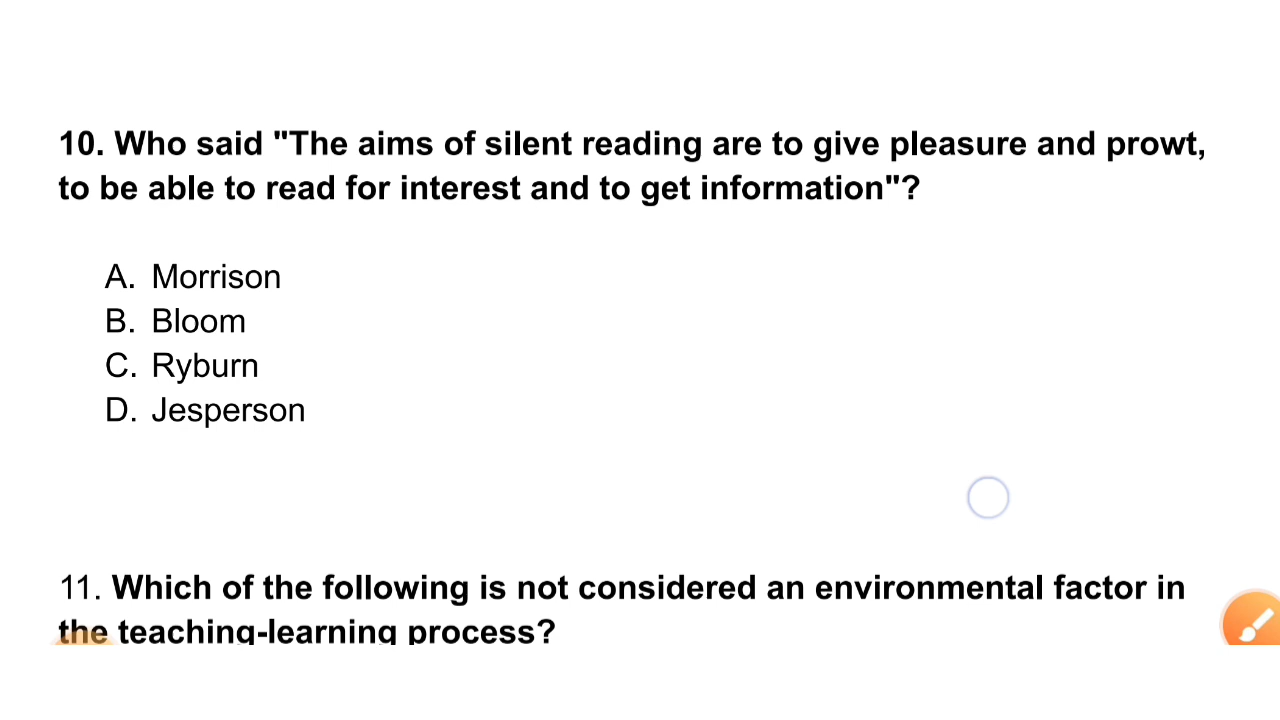 10. Who said "The aims of silent reading are to give pleasure and prowt,
to be able to read for interest and to get information"?
A. Morrison
B. Bloom
C. Ryburn
D. Jesperson
11. Which of the following is not considered an environmental factor in
the teaching-learning process?